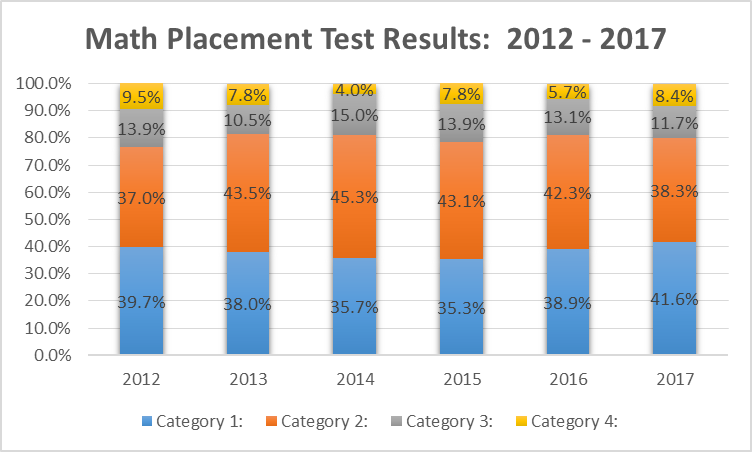 Math Placement Test Results:  2012 - 2017
100.0%
90.0%
80.0%
70.0%
60.0%
50.0%
40.0%
30.0%
20.0%
10.0%
0.0%
9.5% 7.8% 4.0% 7.8% 5.7% 8.4%
13.9% 10.5% 15.0% 13.9% 13.1% 11.7%
37.0% 43.5% 45.3% 43.1% 42.3% 38.3%
39.7% 38.0% 35.7% 35.3% 38.9% 41.6%
2012 2013 2014 2015 2016 2017
Category 1: Category 2: Category 3: Category 4: